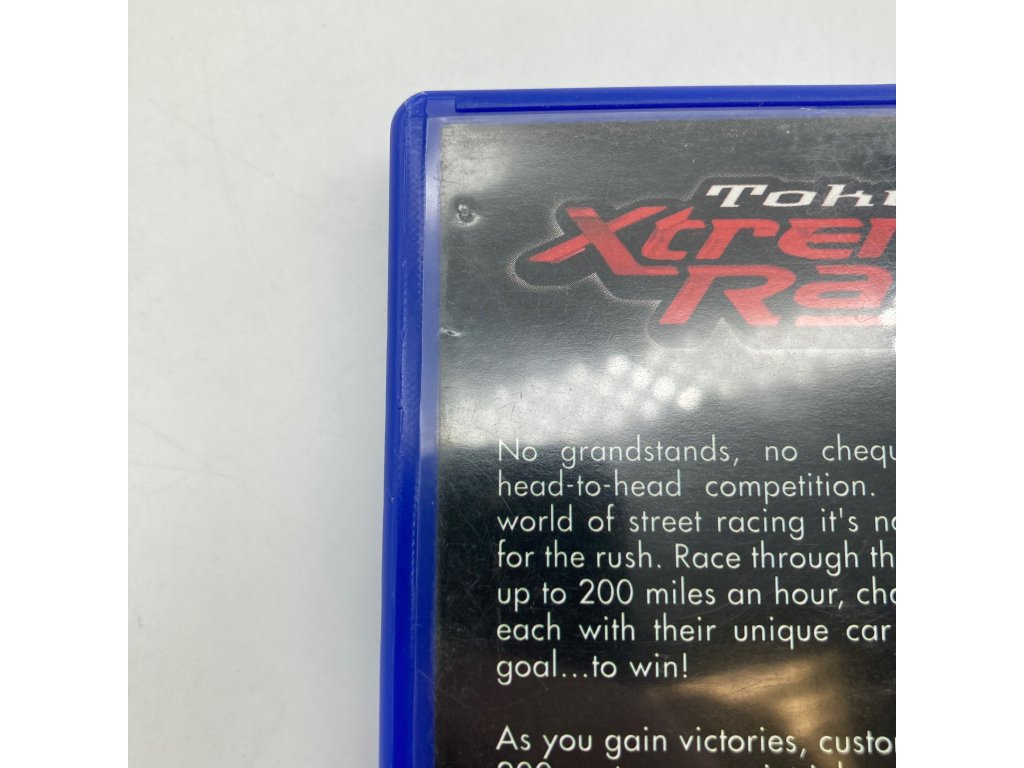 Tok
Xtre
Ra
No grandstands, no chequ
head-to-head competition.
world of street racing it's n
for the rush. Race through th
up to 200 miles an hour, cha
each with their unique car
goal...to win!
As you gain victories, custo